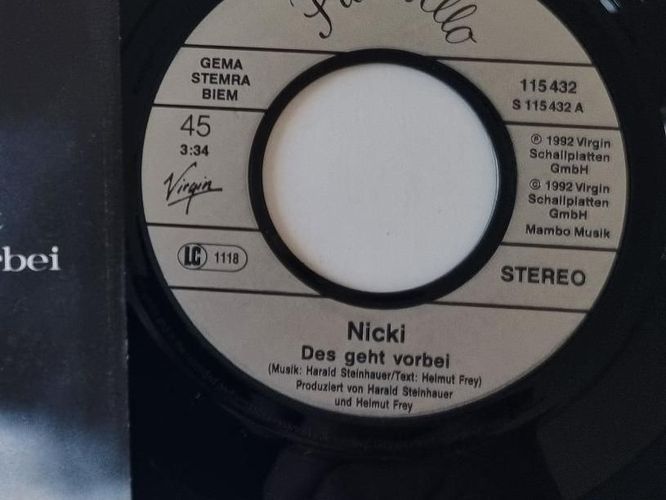 rbei
GEMA
STEMRA
BIEM
45
3:34
Virgin
LC 1118
115 432
S 115 432 A
℗ 1992 Virgin
Schallplatten
GmbH
© 1992 Virgin
Schallplatten
GmbH
Mambo Musik
STEREO
Nicki
Des geht vorbei
(Musik: Harald Steinhauer/Text: Helmut Frey)
Produziert von Harald Steinhauer
und Helmut Frey